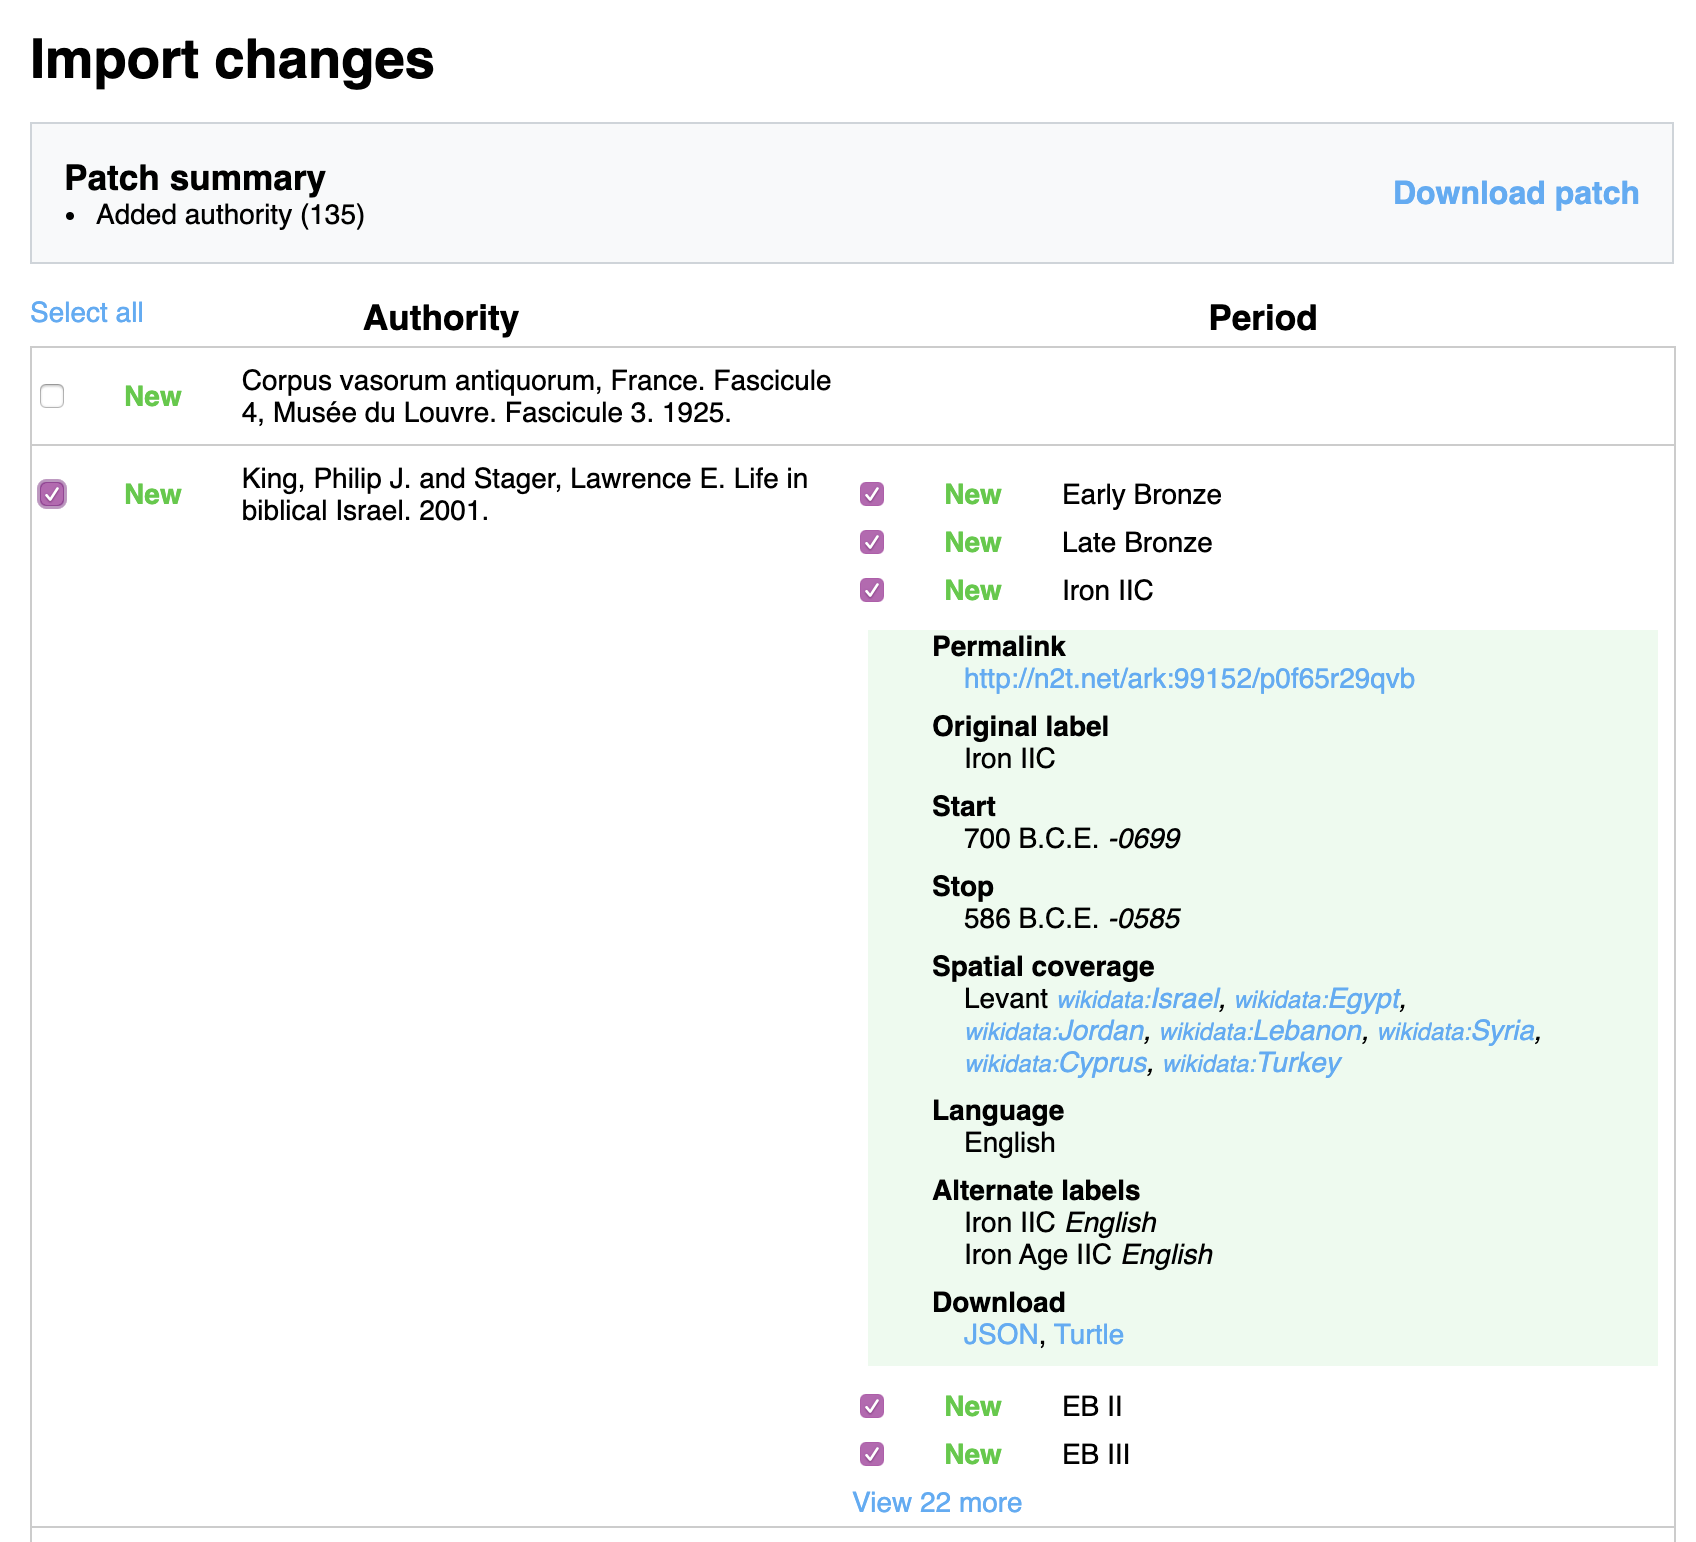 Import changes
Patch summary
• Added authority (135)
Download patch
Select all
Authority
Period
New
Corpus vasorum antiquorum, France. Fascicule
4, Musée du Louvre. Fascicule 3. 1925.
New
King, Philip J. and Stager, Lawrence E. Life in
biblical Israel. 2001.
New Early Bronze
New Late Bronze
New Iron IIC
Permalink
http://n2t.net/ark:99152/p0f65r29qvb
Original label
Iron IIC
Start
700 B.C.E. -0699
Stop
586 B.C.E. -0585
Spatial coverage
Levant wikidata:Israel, wikidata:Egypt,
wikidata:Jordan, wikidata:Lebanon, wikidata:Syria,
wikidata:Cyprus, wikidata:Turkey
Language
English
Alternate labels
Iron IIC English
Iron Age IIC English
Download
JSON, Turtle
New EB II
New EB III
View 22 more